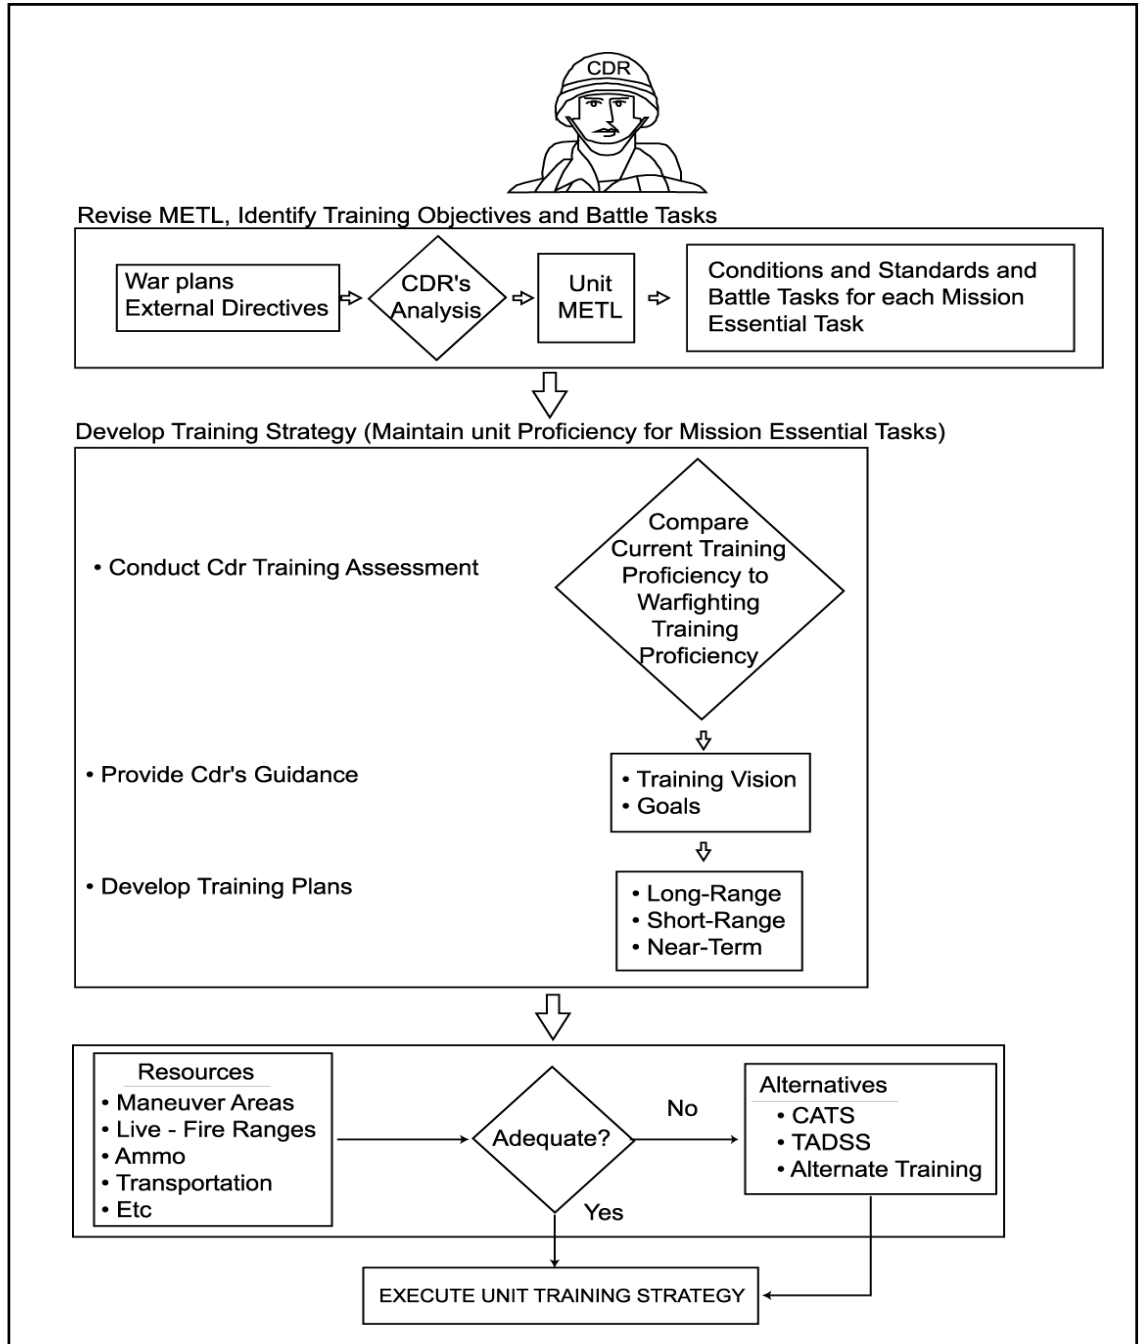 CDR
Revise METL, Identify Training Objectives and Battle Tasks
War plans
External Directives
CDR's
Analysis
Unit
METL
Conditions and Standards and
Battle Tasks for each Mission
Essential Task
Develop Training Strategy (Maintain unit Proficiency for Mission Essential Tasks)
• Conduct Cdr Training Assessment
Compare
Current Training
Proficiency to
Warfighting
Training
Proficiency
• Provide Cdr's Guidance
• Training Vision
• Goals
• Develop Training Plans
• Long-Range
• Short-Range
• Near-Term
Resources
• Maneuver Areas
• Live - Fire Ranges
• Ammo
• Transportation
• Etc
Adequate?
No
Yes
Alternatives
• CATS
• TADSS
• Alternate Training
EXECUTE UNIT TRAINING STRATEGY